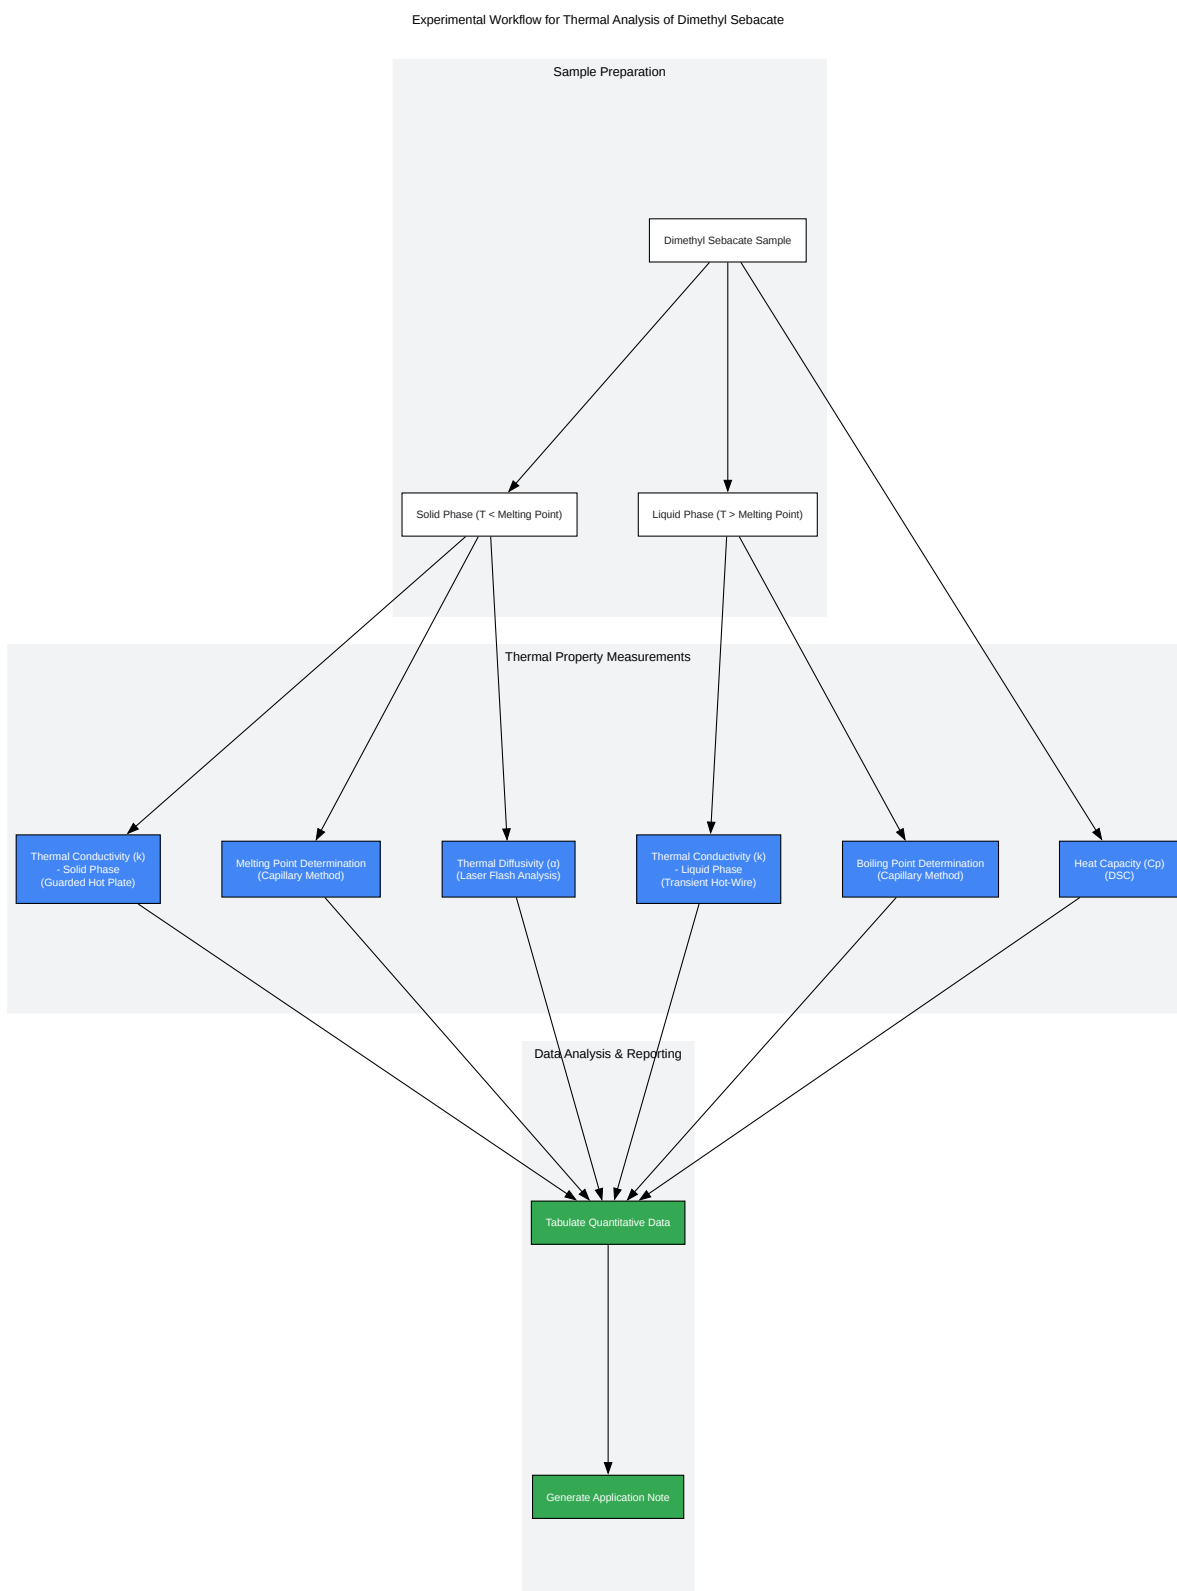 Experimental Workflow for Thermal Analysis of Dimethyl Sebacate
Sample Preparation
Dimethyl Sebacate Sample
Solid Phase (T < Melting Point)
Liquid Phase (T > Melting Point)
Thermal Property Measurements
Thermal Conductivity (k)
- Solid Phase
(Guarded Hot Plate)
Melting Point Determination
(Capillary Method)
Thermal Diffusivity (α)
(Laser Flash Analysis)
Thermal Conductivity (k)
- Liquid Phase
(Transient Hot-Wire)
Boiling Point Determination
(Capillary Method)
Heat Capacity (Cp)
(DSC)
Data Analysis & Reporting
Tabulate Quantitative Data
Generate Application Note